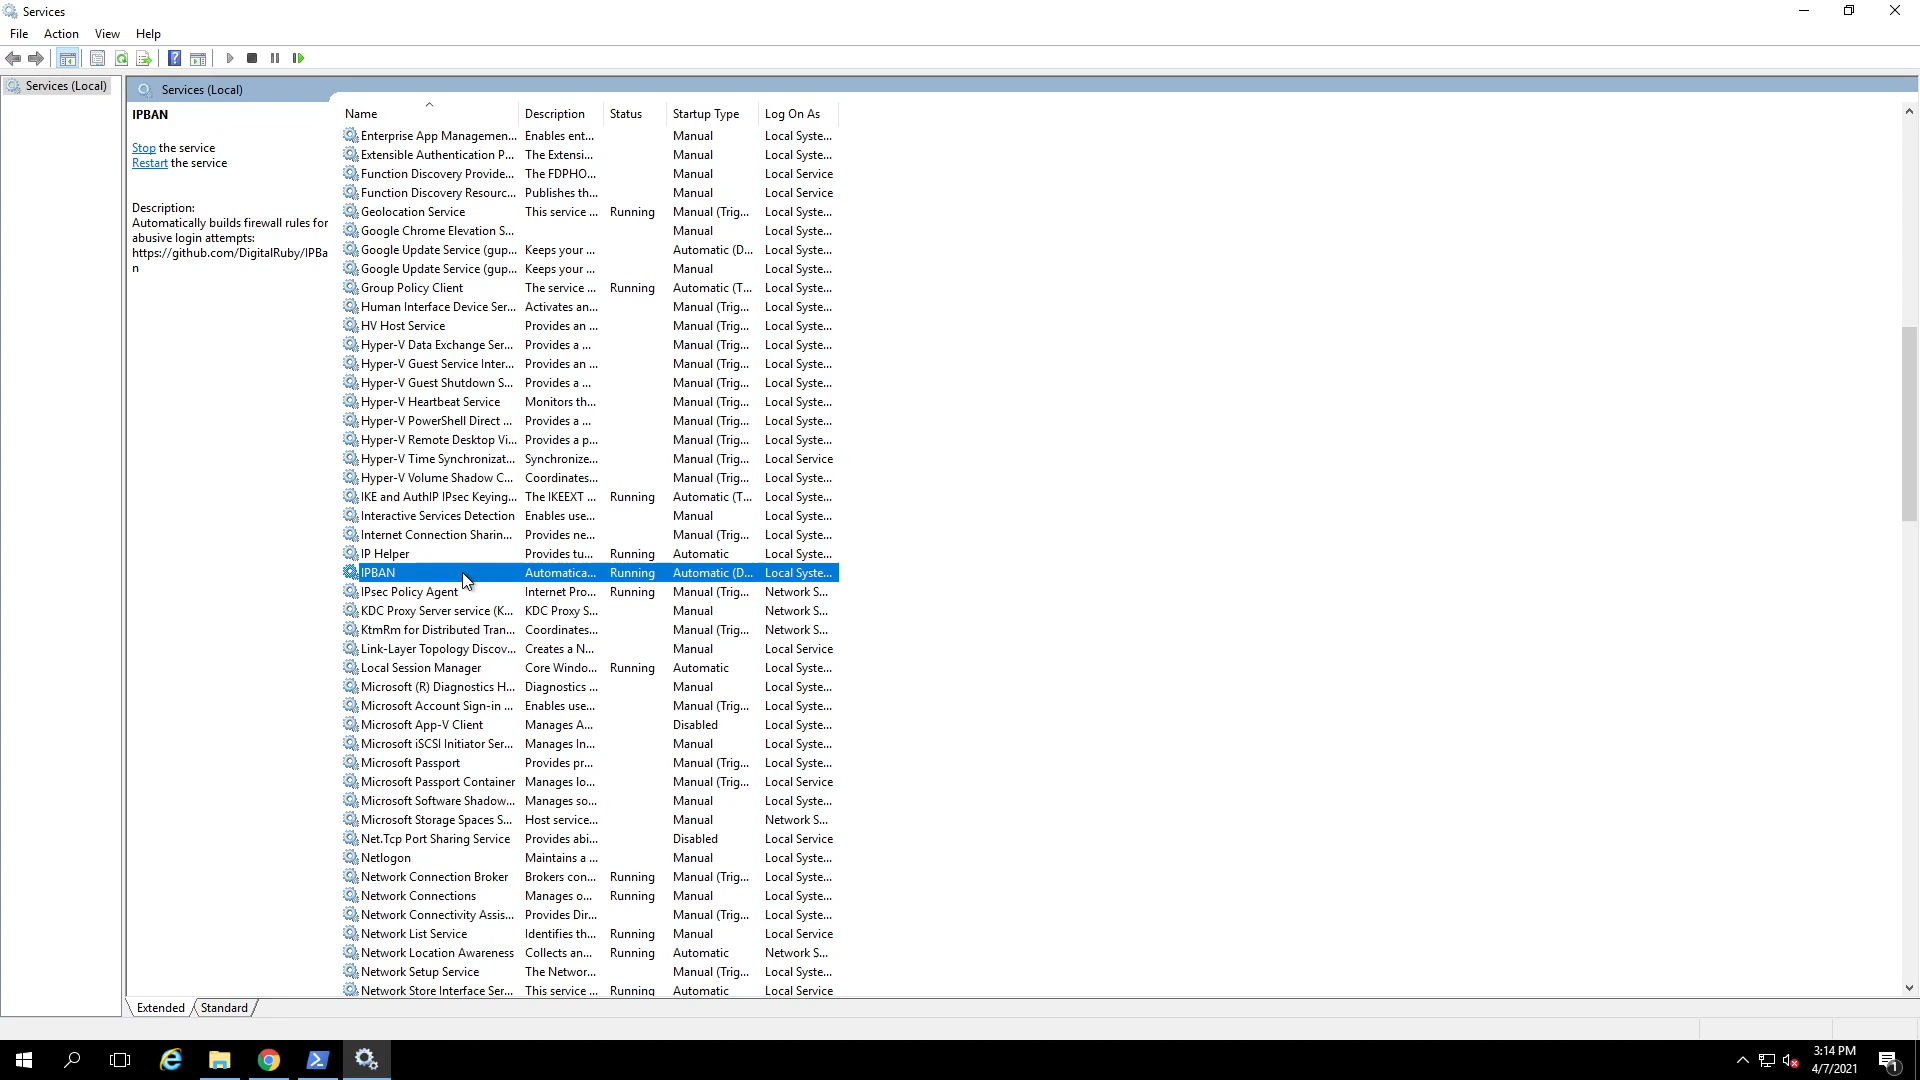 Services
File Action View Help
Services (Local)
Services (Local)
IPBAN
Stop the service
Restart the service
Description:
Automatically builds firewall rules for
abusive login attempts:
https://github.com/DigitalRuby/IPBa
n
Name Description Status Startup Type Log On As
Enterprise App Managemen... Enables ent... Manual Local Syste...
Extensible Authentication P... The Extensi... Manual Local Syste...
Function Discovery Provide... The FDPHO... Manual Local Service
Function Discovery Resourc... Publishes th... Manual Local Service
Geolocation Service This service ... Running Manual (Trig... Local Syste...
Google Chrome Elevation S... Manual Local Syste...
Google Update Service (gup... Keeps your ... Automatic (D... Local Syste...
Google Update Service (gup... Keeps your ... Manual Local Syste...
Group Policy Client The service ... Running Automatic (T... Local Syste...
Human Interface Device Ser... Activates an... Manual (Trig... Local Syste...
HV Host Service Provides an ... Manual (Trig... Local Syste...
Hyper-V Data Exchange Ser... Provides a ... Manual (Trig... Local Syste...
Hyper-V Guest Service Inter... Provides an ... Manual (Trig... Local Syste...
Hyper-V Guest Shutdown S... Provides a ... Manual (Trig... Local Syste...
Hyper-V Heartbeat Service Monitors th... Manual (Trig... Local Syste...
Hyper-V PowerShell Direct ... Provides a ... Manual (Trig... Local Syste...
Hyper-V Remote Desktop Vi... Provides a p... Manual (Trig... Local Syste...
Hyper-V Time Synchronizat... Synchronize... Manual (Trig... Local Service
Hyper-V Volume Shadow C... Coordinates... Manual (Trig... Local Syste...
IKE and AuthIP IPsec Keying... The IKEEXT ... Running Automatic (T... Local Syste...
Interactive Services Detection Enables use... Manual Local Syste...
Internet Connection Sharin... Provides ne... Manual (Trig... Local Syste...
IP Helper Provides tu... Running Automatic Local Syste...
IPBAN Automatica... Running Automatic (D... Local Syste...
IPsec Policy Agent Internet Pro... Running Manual (Trig... Network S...
KDC Proxy Server service (K... KDC Proxy S... Manual Network S...
KtmRm for Distributed Tran... Coordinates... Manual (Trig... Network S...
Link-Layer Topology Discov... Creates a N... Manual Local Service
Local Session Manager Core Windo... Running Automatic Local Syste...
Microsoft (R) Diagnostics H... Diagnostics ... Manual Local Syste...
Microsoft Account Sign-in ... Enables use... Manual (Trig... Local Syste...
Microsoft App-V Client Manages A... Disabled Local Syste...
Microsoft iSCSI Initiator Ser... Manages In... Manual Local Syste...
Microsoft Passport Provides pr... Manual (Trig... Local Syste...
Microsoft Passport Container Manages lo... Manual (Trig... Local Service
Microsoft Software Shadow... Manages so... Manual Local Syste...
Microsoft Storage Spaces S... Host service... Manual Network S...
Net.Tcp Port Sharing Service Provides abi... Disabled Local Service
Netlogon Maintains a ... Manual Local Syste...
Network Connection Broker Brokers con... Running Manual (Trig... Local Syste...
Network Connections Manages o... Running Manual Local Syste...
Network Connectivity Assis... Provides Dir... Manual (Trig... Local Syste...
Network List Service Identifies th... Running Manual Local Service
Network Location Awareness Collects an... Running Automatic Network S...
Network Setup Service The Networ... Manual (Trig... Local Syste...
Network Store Interface Ser... This service ... Running Automatic Local Service
Extended Standard
3:14 PM
4/7/2021
1